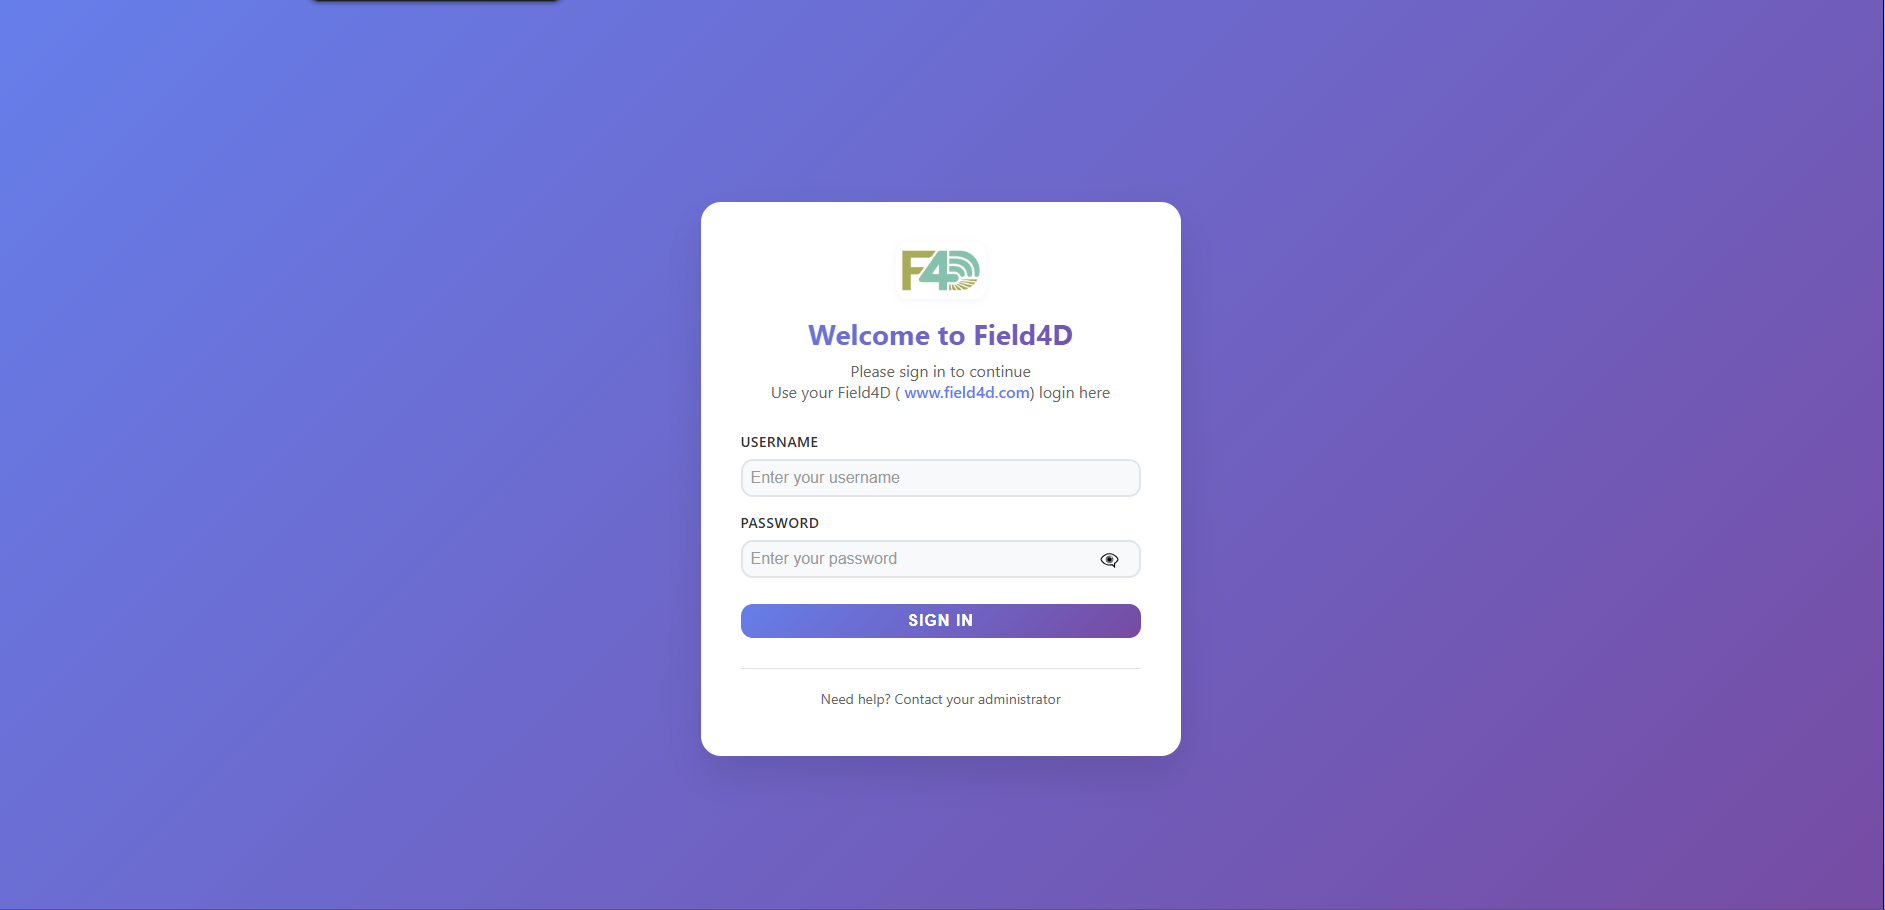 F4D
Welcome to Field4D
Please sign in to continue
Use your Field4D ( www.field4d.com) login here
USERNAME
Enter your username
PASSWORD
Enter your password
SIGN IN
Need help? Contact your administrator